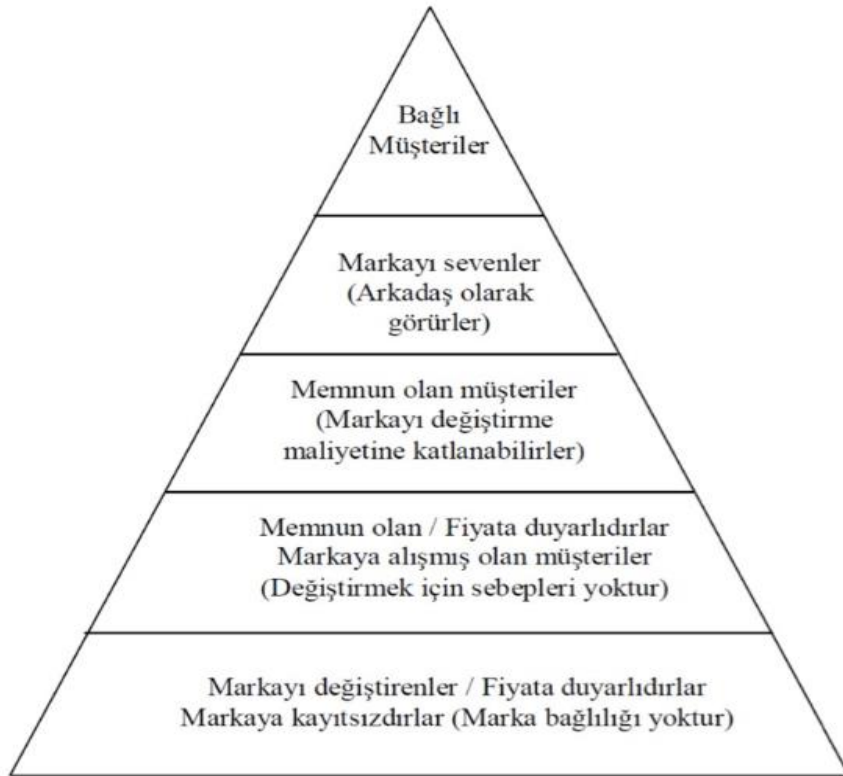 Bağlı
Müşteriler
Markayı sevenler
(Arkadaş olarak
görürler)
Memnun olan müşteriler
(Markayı değiştirme
maliyetine katlanabilirler)
Memnun olan / Fiyata duyarlıdırlar
Markaya alışmış olan müşteriler
(Değiştirmek için sebepleri yoktur)
Markayı değiştirenler / Fiyata duyarlıdırlar
Markaya kayıtsızdırlar (Marka bağlılığı yoktur)